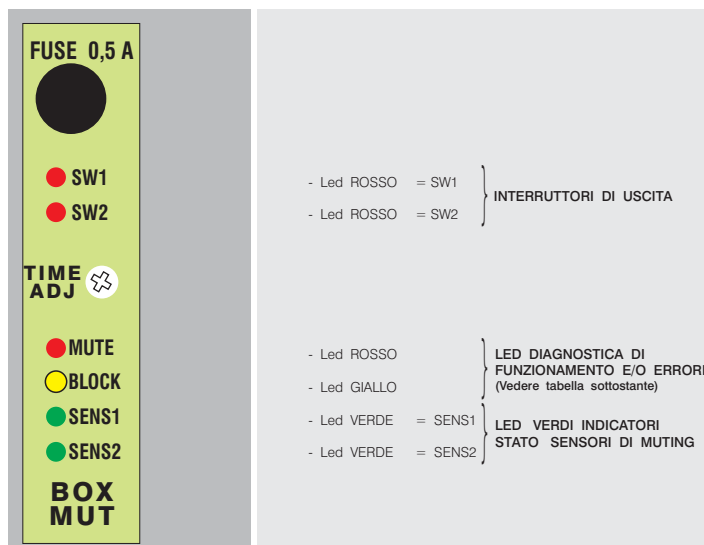 FUSE 0,5 A
SW1
SW2
TIME
ADJ
MUTE
BLOCK
SENS1
SENS2
BOX
MUT
- Led ROSSO = SW1
- Led ROSSO = SW2
INTERRUTTORI DI USCITA
- Led ROSSO
- Led GIALLO
LED DIAGNOSTICA DI
FUNZIONAMENTO E/O ERRORI
(Vedere tabella sottostante)
- Led VERDE = SENS1
- Led VERDE = SENS2
LED VERDI INDICATORI
STATO SENSORI DI MUTING